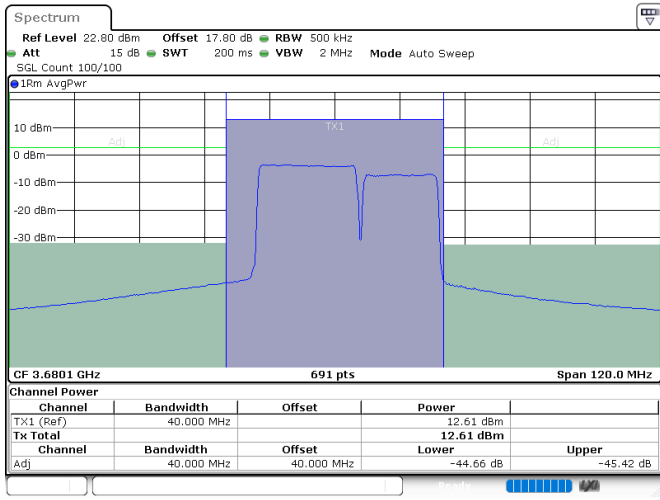 Spectrum
Ref Level 22.80 dBm Offset 17.80 dB RBW 500 kHz
Att 15 dB SWT 200 ms VBW 2 MHz Mode Auto Sweep
SGL Count 100/100
1Rm AvgPwr
TX1
10 dBm
Adj Adj
0 dBm
-10 dBm
-20 dBm
-30 dBm
CF 3.6801 GHz 691 pts Span 120.0 MHz
Channel Power
Channel Bandwidth Offset Power
TX1 (Ref) 40.000 MHz 12.61 dBm
Tx Total 12.61 dBm
Channel Bandwidth Offset Lower Upper
Adj 40.000 MHz 40.000 MHz -44.66 dB -45.42 dB
Ready